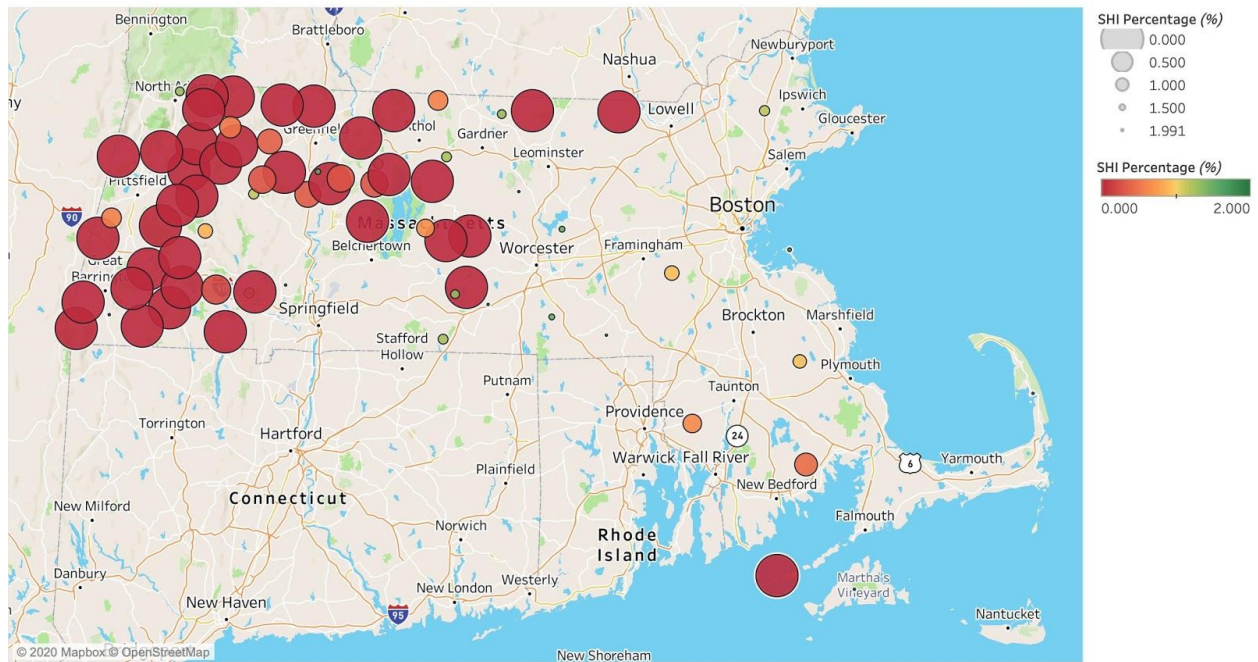 Bennington
Brattleboro
Nashua
Newburyport
SHI Percentage (%)
0.000
0.500
1.000
1.500
1.991
North A
Lowell
Ipswich
Gloucester
Greenfield
thol
Gardner
Leominster
Salem
Pittsfield
SHI Percentage (%)
0.000
2.000
90
Massachusetts
Boston
Belchertown
Worcester
Framingham
Great
Barrington
Springfield
Brockton
Marshfield
Stafford
Hollow
Putnam
Plymouth
Taunton
Torrington
Hartford
Providence
24
Warwick
Fall River
6
Yarmouth
Plainfield
New Bedford
Connecticut
New Milford
Falmouth
Norwich
Rhode
Island
Danbury
New London
Westerly
Martha's
Vineyard
New Haven
95
Nantucket
© 2020 Mapbox © OpenStreetMap
New Shoreham